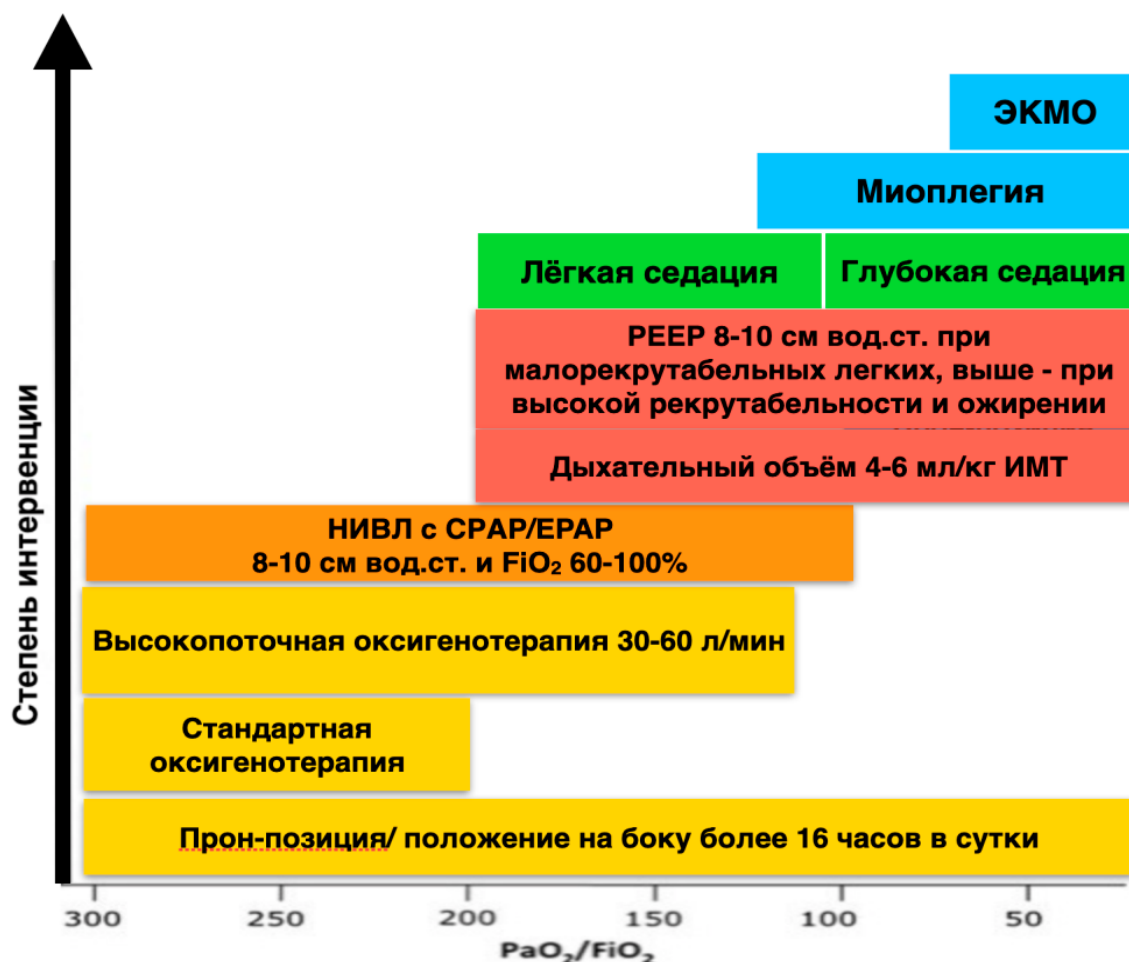 ЭКМО
Миоплегия
Лёгкая седация
Глубокая седация
PEEP 8-10 см вод.ст. при
малорекрутабельных легких, выше - при
высокой рекрутабельности и ожирении
Дыхательный объём 4-6 мл/кг ИМТ
НИВЛ с CPAP/EPAP
8-10 см вод.ст. и FiO₂ 60-100%
Высокопоточная оксигенотерапия 30-60 л/мин
Стандартная
оксигенотерапия
Прон-позиция/ положение на боку более 16 часов в сутки
Степень интервенции
300 250 200 150 100 50
PaO₂/FiO₂